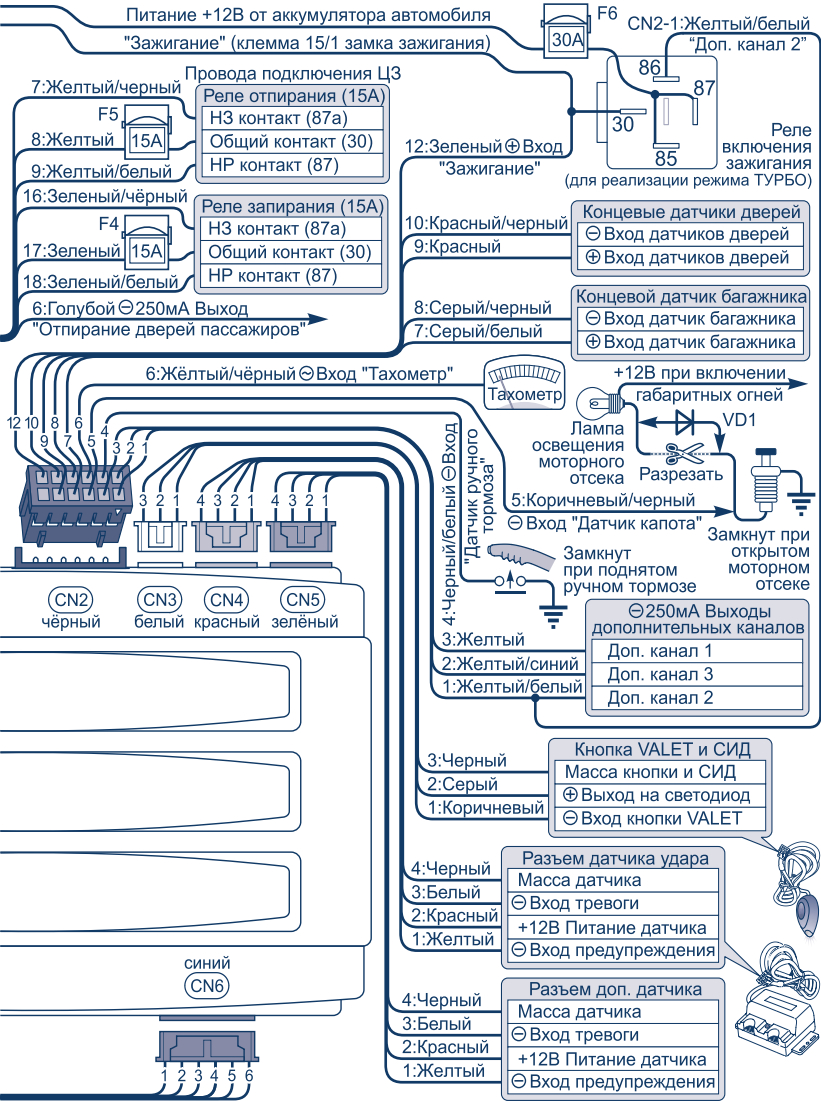 Питание +12В от аккумулятора автомобиля
"Зажигание" (клемма 15/1 замка зажигания)
F6
30А
CN2-1:Желтый/белый
“Доп. канал 2”
86
87
30
85
Реле
включения
зажигания
(для реализации режима ТУРБО)
Провода подключения ЦЗ
7:Желтый/черный
F5
15А
8:Желтый
9:Желтый/белый
Реле отпирания (15А)
НЗ контакт (87а)
Общий контакт (30)
НР контакт (87)
16:Зеленый/чёрный
F4
15А
17:Зеленый
18:Зеленый/белый
Реле запирания (15А)
НЗ контакт (87а)
Общий контакт (30)
НР контакт (87)
6:Голубой ⊖250мА Выход
"Отпирание дверей пассажиров"
12:Зеленый ⊕ Вход
"Зажигание"
10:Красный/черный
9:Красный
Концевые датчики дверей
⊖ Вход датчиков дверей
⊕ Вход датчиков дверей
8:Серый/черный
7:Серый/белый
Концевой датчик багажника
⊖ Вход датчик багажника
⊕ Вход датчик багажника
6:Жёлтый/чёрный ⊝Вход "Тахометр"
Тахометр
+12В при включении
габаритных огней
Лампа
освещения
моторного
отсека
VD1
Разрезать
5:Коричневый/черный
⊖ Вход "Датчик капота"
Замкнут при
открытом
моторном
отсеке
4:Черный/белый ⊖Вход
"Датчик ручного
тормоза"
Замкнут
при поднятом
ручном тормозе
12 10 8 6 4 2
9 7 5 3 1
3 2 1
4 3 2 1
4 3 2 1
CN2
чёрный
CN3
белый
CN4
красный
CN5
зелёный
3:Желтый
2:Желтый/синий
1:Желтый/белый
⊖250мА Выходы
дополнительных каналов
Доп. канал 1
Доп. канал 3
Доп. канал 2
3:Черный
2:Серый
1:Коричневый
Кнопка VALET и СИД
Масса кнопки и СИД
⊕ Выход на светодиод
⊖ Вход кнопки VALET
4:Черный
3:Белый
2:Красный
1:Желтый
Разъем датчика удара
Масса датчика
⊖ Вход тревоги
+12В Питание датчика
⊖ Вход предупреждения
4:Черный
3:Белый
2:Красный
1:Желтый
Разъем доп. датчика
Масса датчика
⊖ Вход тревоги
+12В Питание датчика
⊖ Вход предупреждения
синий
CN6
1 2 3 4 5 6